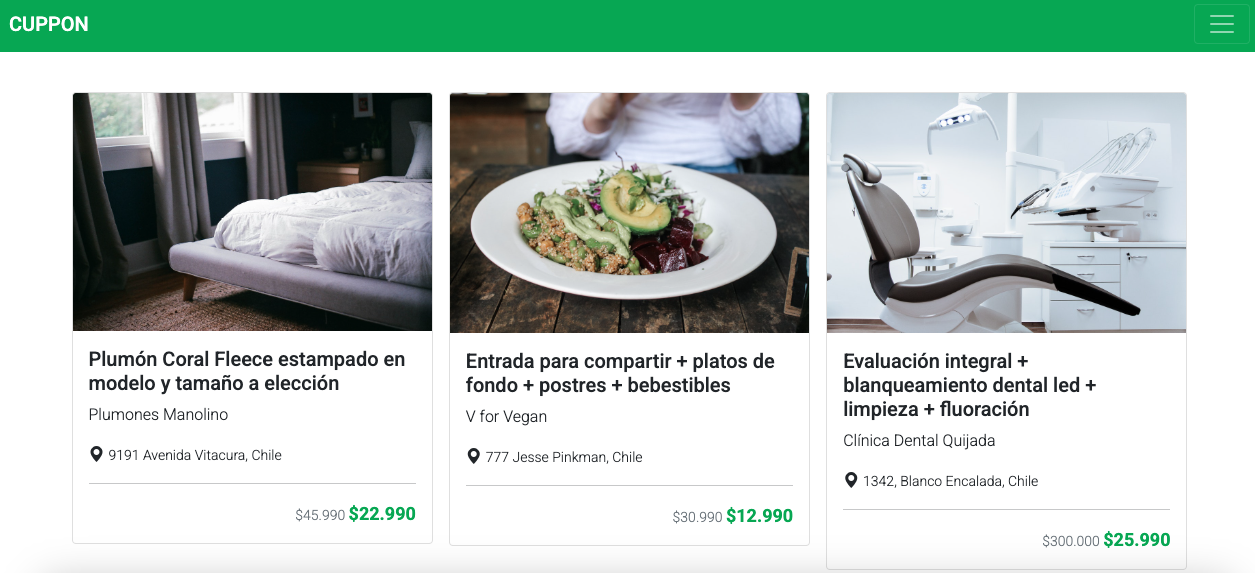 CUPPON
Plumón Coral Fleece estampado en
modelo y tamaño a elección
Plumones Manolino
9191 Avenida Vitacura, Chile
$45.990 $22.990
Entrada para compartir + platos de
fondo + postres + bebestibles
V for Vegan
777 Jesse Pinkman, Chile
$30.990 $12.990
Evaluación integral +
blanqueamiento dental led +
limpieza + fluoración
Clínica Dental Quijada
1342, Blanco Encalada, Chile
$300.000 $25.990